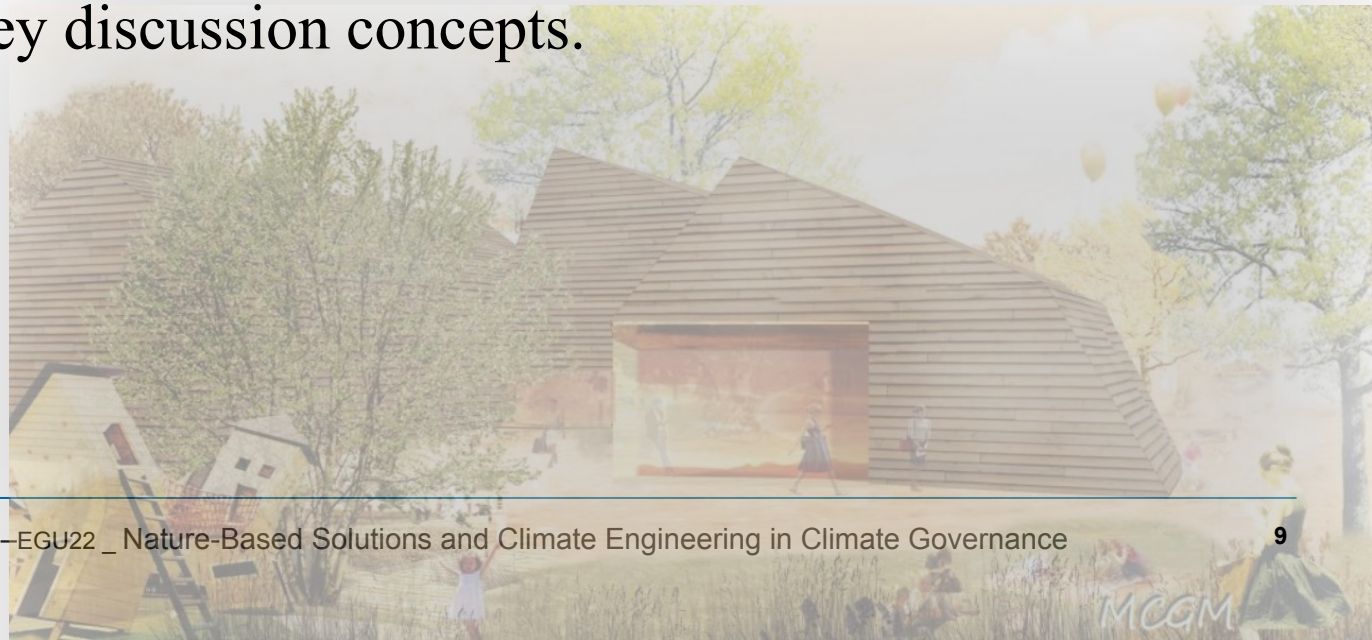 ey discussion concepts.
–EGU22 _ Nature-Based Solutions and Climate Engineering in Climate Governance
9
MCGM